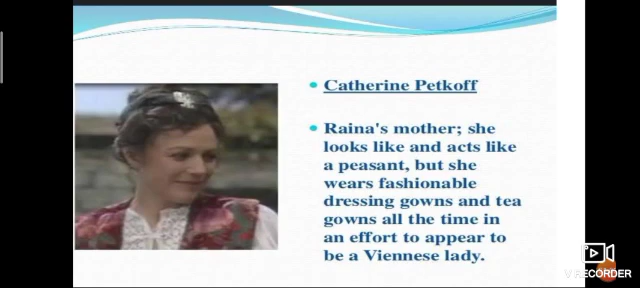 Catherine Petkoff
Raina's mother; she
looks like and acts like
a peasant, but she
wears fashionable
dressing gowns and tea
gowns all the time in
an effort to appear to
be a Viennese lady.
V RECORDER